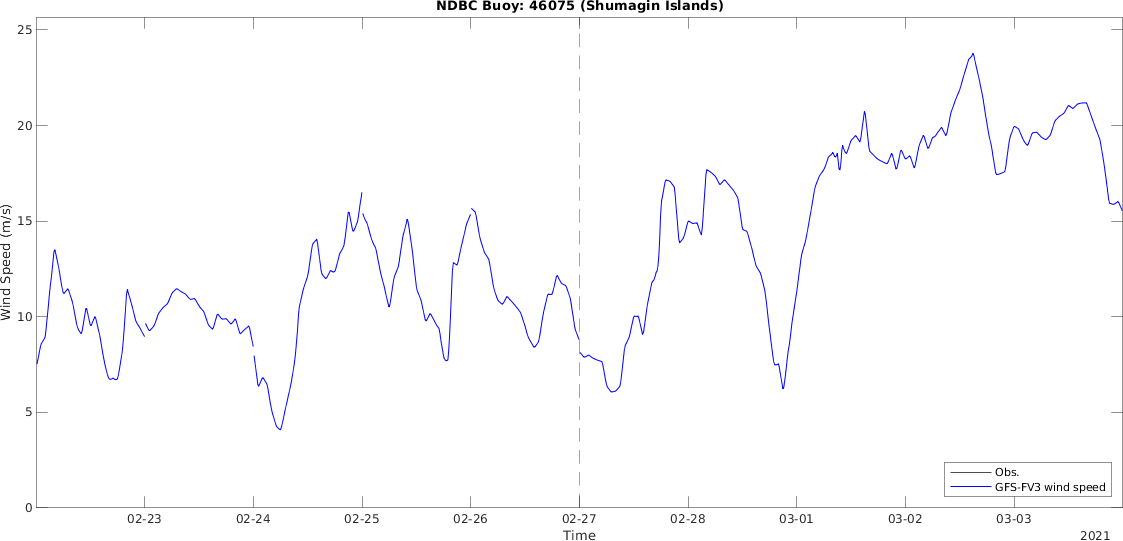 NDBC Buoy: 46075 (Shumagin Islands)
25
20
15
10
5
0
Wind Speed (m/s)
02-23 02-24 02-25 02-26 02-27 02-28 03-01 03-02 03-03
Time
2021
Obs.
GFS-FV3 wind speed